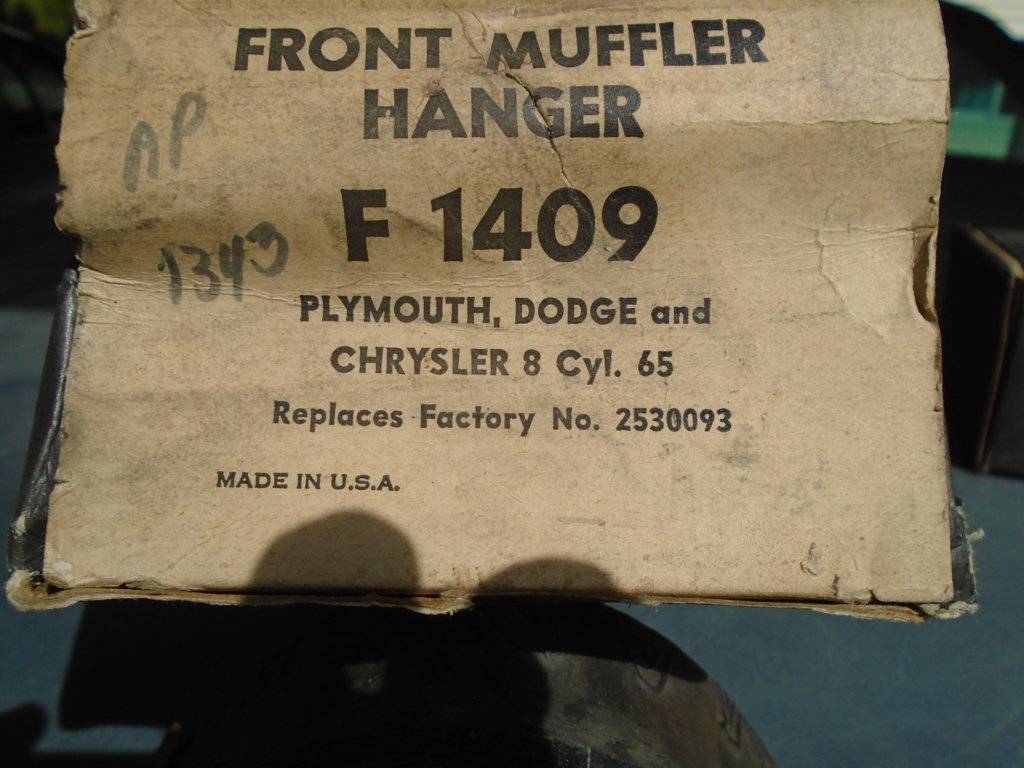 FRONT MUFFLER
HANGER
AP
F 1409
1343
PLYMOUTH, DODGE and
CHRYSLER 8 Cyl. 65
Replaces Factory No. 2530093
MADE IN U.S.A.